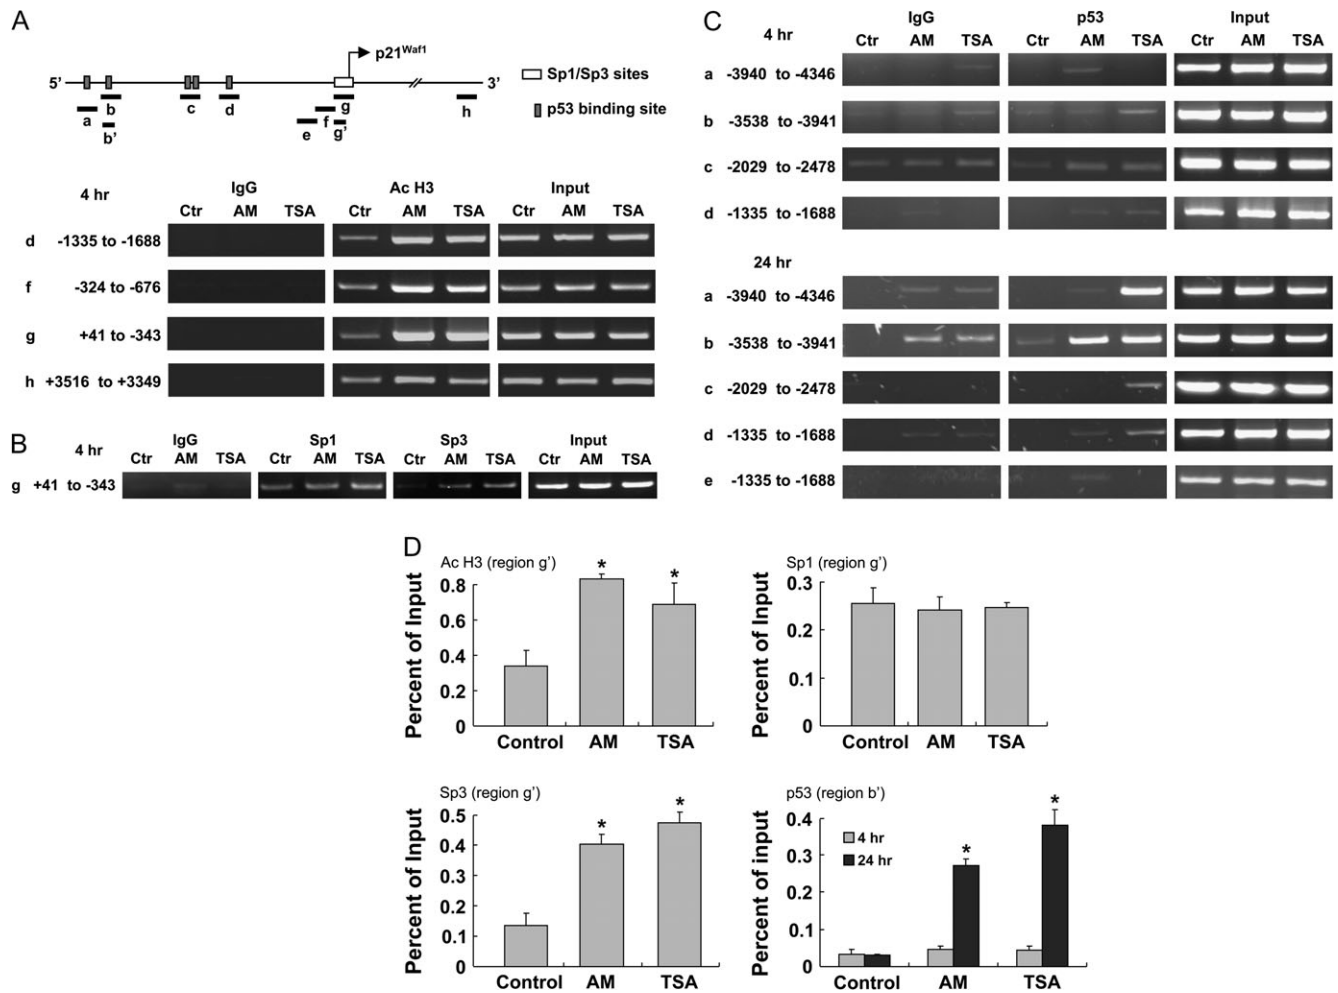 A
p21Waf1
5’
3’
a
b
b’
c
d
e
f
g
g’
h
Sp1/Sp3 sites
p53 binding site
4 hr
IgG
Ac H3
Input
Ctr AM TSA Ctr AM TSA Ctr AM TSA
d -1335 to -1688
f -324 to -676
g +41 to -343
h +3516 to +3349
B
4 hr
IgG
Sp1
Sp3
Input
Ctr AM TSA Ctr AM TSA Ctr AM TSA Ctr AM TSA
g +41 to -343
C
4 hr
IgG
p53
Input
Ctr AM TSA Ctr AM TSA Ctr AM TSA
a -3940 to -4346
b -3538 to -3941
c -2029 to -2478
d -1335 to -1688
24 hr
a -3940 to -4346
b -3538 to -3941
c -2029 to -2478
d -1335 to -1688
e -1335 to -1688
D
Ac H3 (region g’)
Percent of Input
0.8
0.6
0.4
0.2
0
* *
Control AM TSA
Sp1 (region g’)
Percent of Input
0.3
0.2
0.1
0
Control AM TSA
Sp3 (region g’)
Percent of Input
0.5
0.4
0.3
0.2
0.1
0
* *
Control AM TSA
p53 (region b’)
Percent of input
0.4
0.3
0.2
0.1
0
4 hr
24 hr
* *
Control AM TSA